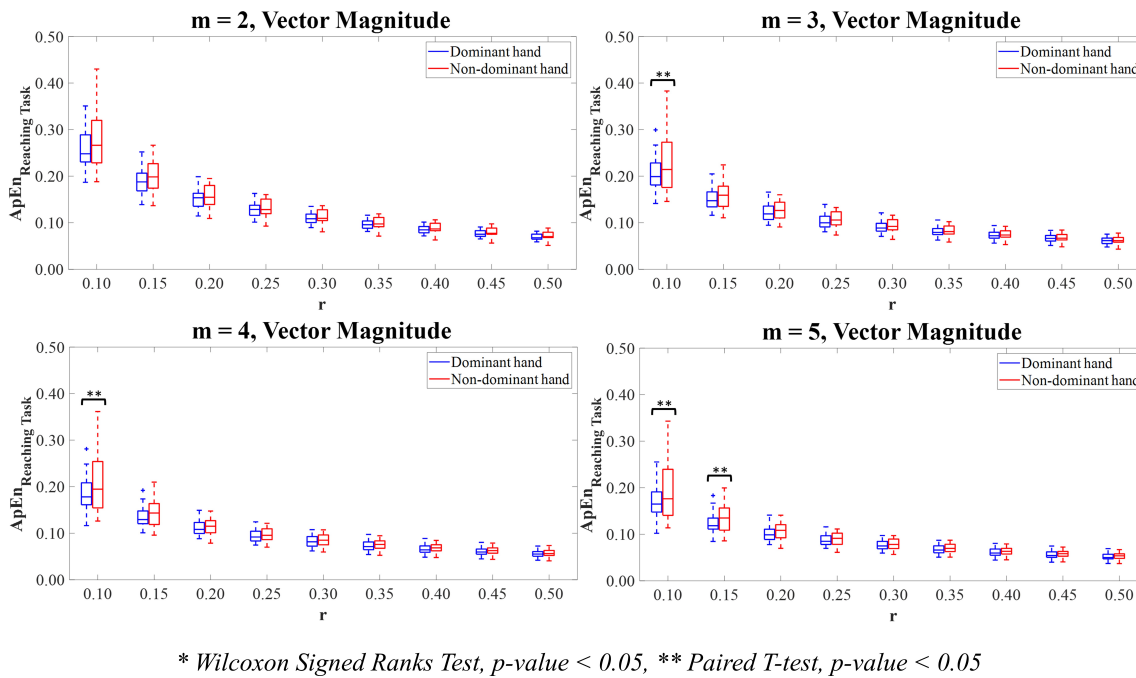 m = 2, Vector Magnitude
0.50
0.40
0.30
0.20
0.10
0.00
ApEn Reaching Task
Dominant hand
Non-dominant hand
0.10 0.15 0.20 0.25 0.30 0.35 0.40 0.45 0.50
r
m = 3, Vector Magnitude
0.50
0.40
0.30
0.20
0.10
0.00
ApEn Reaching Task
**
Dominant hand
Non-dominant hand
0.10 0.15 0.20 0.25 0.30 0.35 0.40 0.45 0.50
r
m = 4, Vector Magnitude
0.50
0.40
0.30
0.20
0.10
0.00
ApEn Reaching Task
**
Dominant hand
Non-dominant hand
0.10 0.15 0.20 0.25 0.30 0.35 0.40 0.45 0.50
r
m = 5, Vector Magnitude
0.50
0.40
0.30
0.20
0.10
0.00
ApEn Reaching Task
**
**
Dominant hand
Non-dominant hand
0.10 0.15 0.20 0.25 0.30 0.35 0.40 0.45 0.50
r
* Wilcoxon Signed Ranks Test, p-value < 0.05, ** Paired T-test, p-value < 0.05